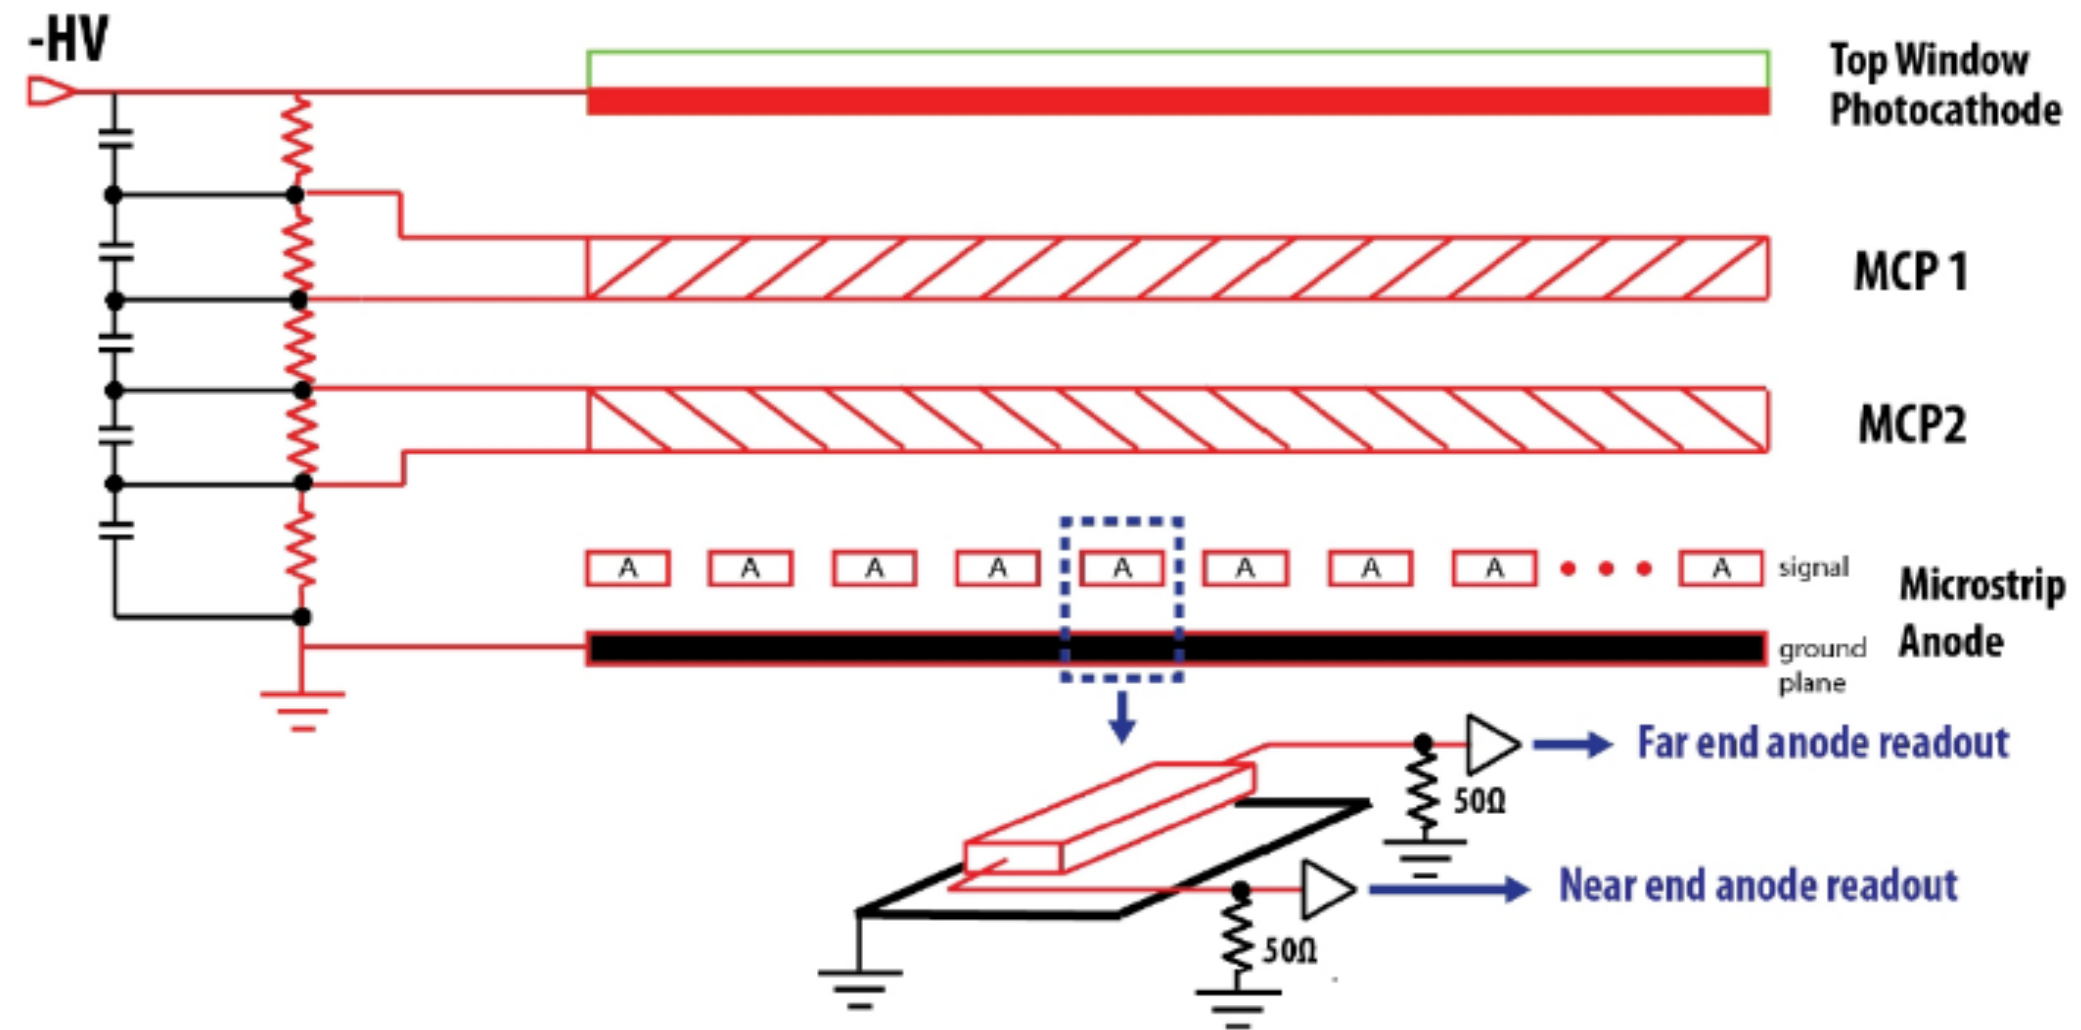 -HV
Top Window
Photocathode
MCP 1
MCP2
A A A A A A A A A
signal
Microstrip
Anode
ground
plane
Far end anode readout
50Ω
Near end anode readout
50Ω